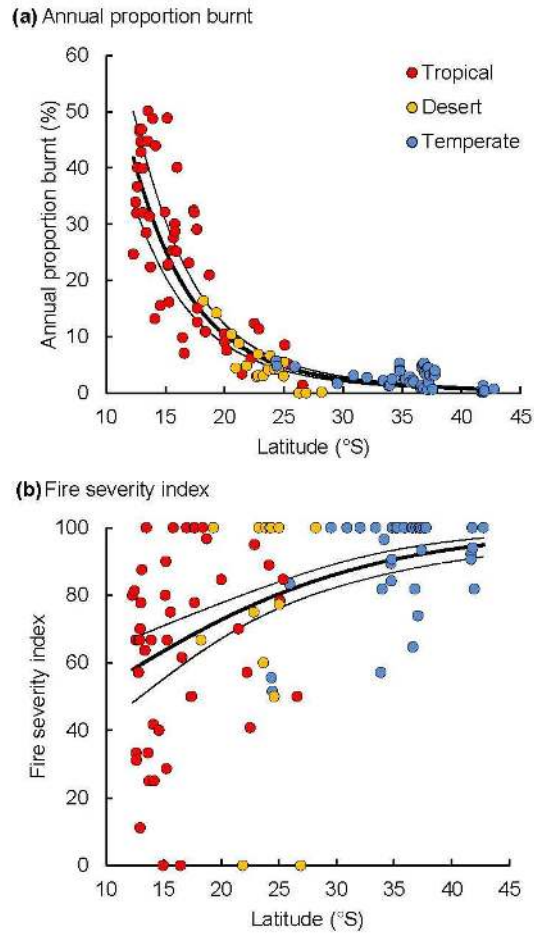 (a) Annual proportion burnt
60
50
40
30
20
10
0
Annual proportion burnt (%)
Tropical
Desert
Temperate
10 15 20 25 30 35 40 45
Latitude (°S)
(b) Fire severity index
100
80
60
40
20
0
Fire severity index
10 15 20 25 30 35 40 45
Latitude (°S)